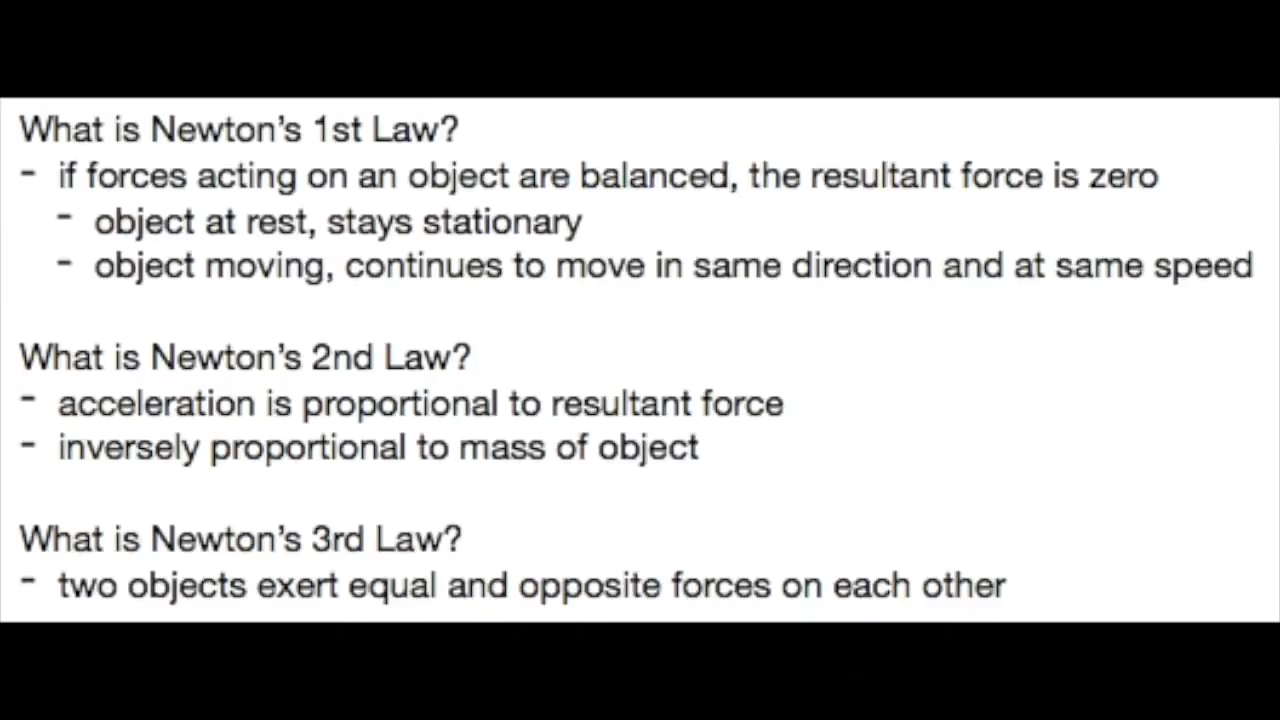 What is Newton’s 1st Law?
- if forces acting on an object are balanced, the resultant force is zero
- object at rest, stays stationary
- object moving, continues to move in same direction and at same speed
What is Newton’s 2nd Law?
- acceleration is proportional to resultant force
- inversely proportional to mass of object
What is Newton’s 3rd Law?
- two objects exert equal and opposite forces on each other